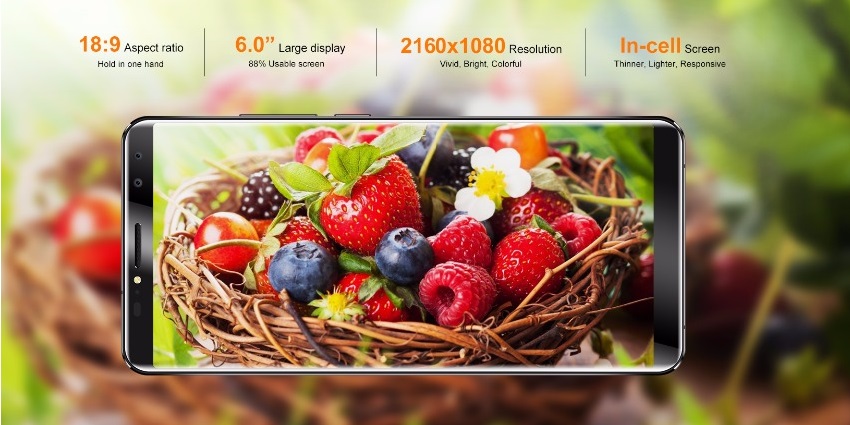 18:9 Aspect ratio
Hold in one hand
6.0” Large display
88% Usable screen
2160x1080 Resolution
Vivid, Bright, Colorful
In-cell Screen
Thinner, Lighter, Responsive